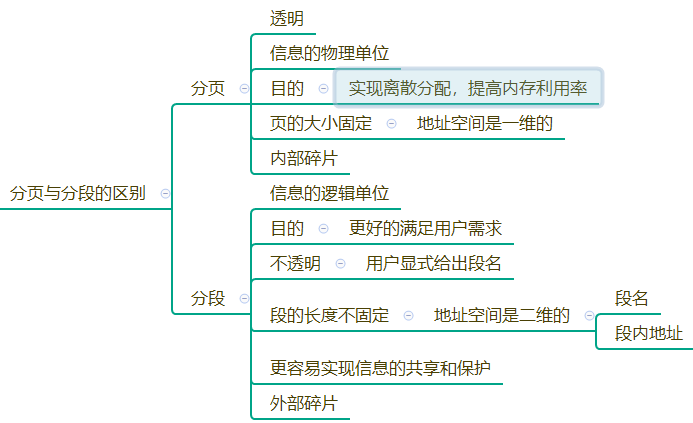 透明
信息的物理单位
分页
目的
实现离散分配，提高内存利用率
页的大小固定
地址空间是一维的
内部碎片
分页与分段的区别
信息的逻辑单位
目的
更好的满足用户需求
不透明
用户显式给出段名
分段
段的长度不固定
地址空间是二维的
段名
段内地址
更容易实现信息的共享和保护
外部碎片